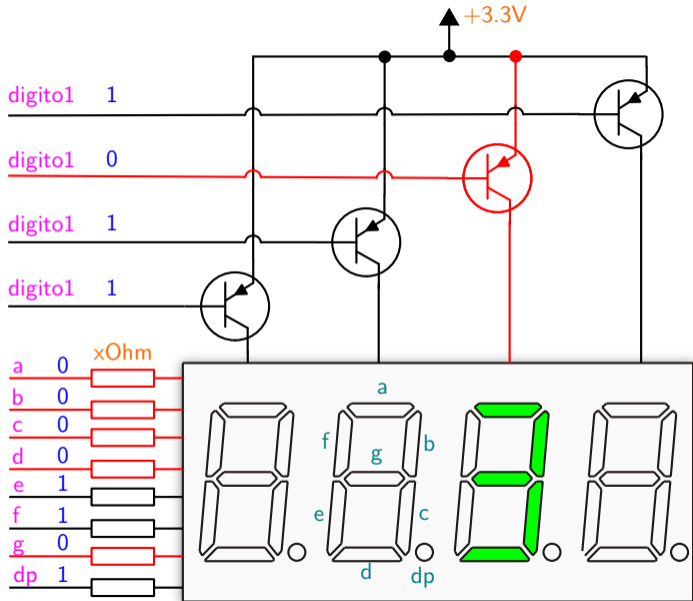 +3.3V
digito1 1
digito1 0
digito1 1
digito1 1
xOhm
a 0
b 0
c 0
d 0
e 1
f 1
g 0
dp 1
a
f b
g
e c
d dp